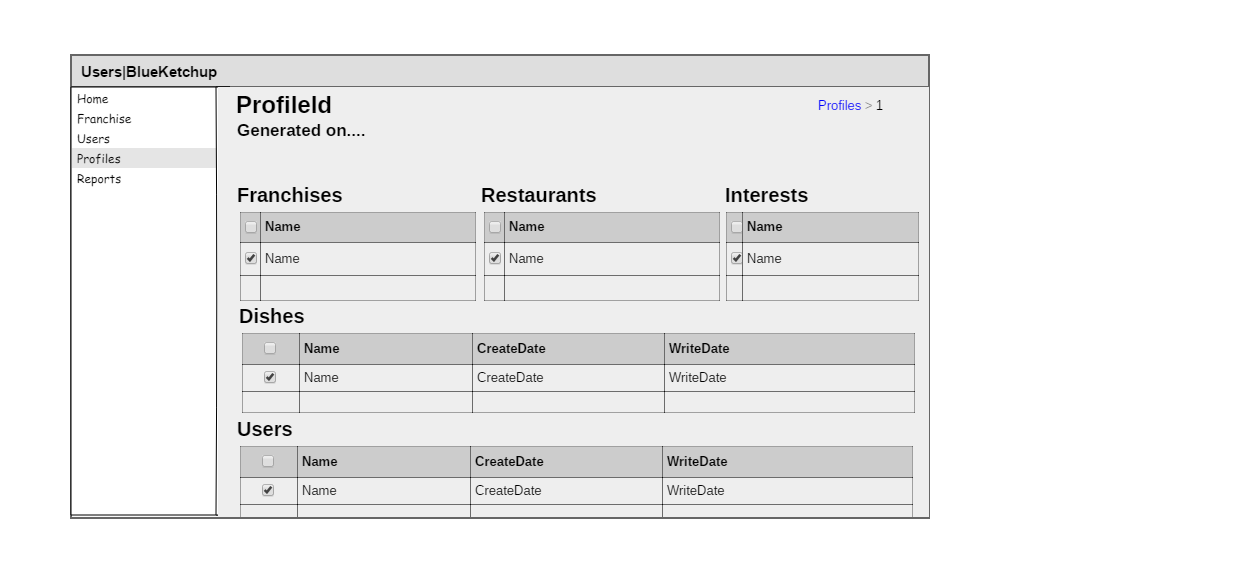 Users|BlueKetchup
Home
Franchise
Users
Profiles
Reports
ProfileId
Profiles > 1
Generated on....
Franchises Restaurants Interests
Name Name Name
Name Name Name
Dishes
Name CreateDate WriteDate
Name CreateDate WriteDate
Users
Name CreateDate WriteDate
Name CreateDate WriteDate